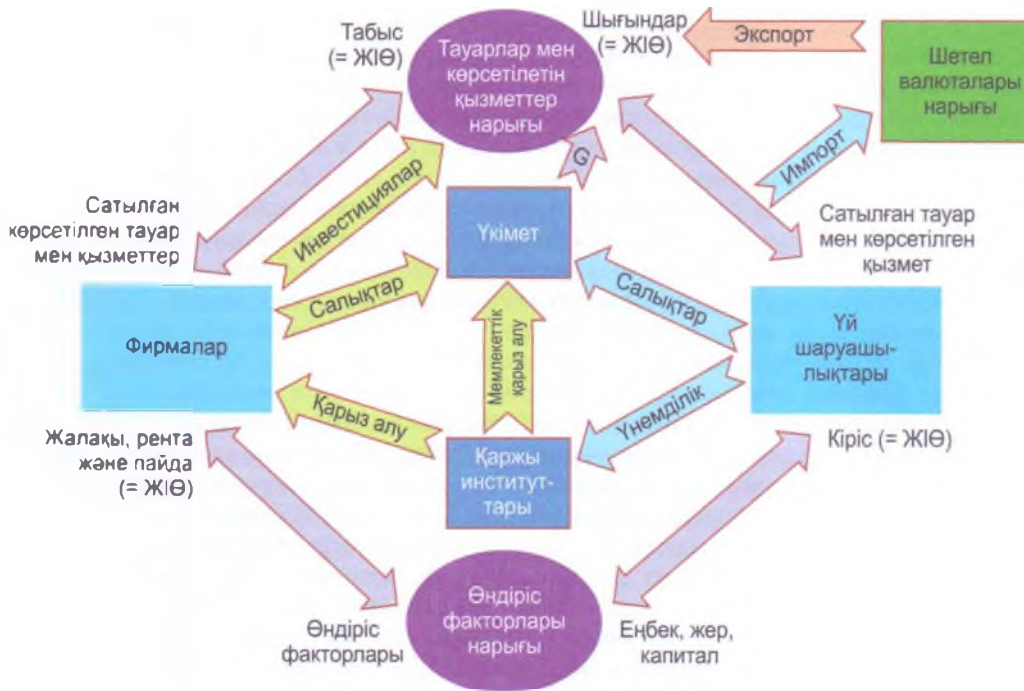 Табыс
(= ЖІӨ)
Тауарлар мен
көрсетілетін
қызметтер
нарығы
Шығындар
(= ЖІӨ)
Экспорт
Шетел
валюталары
нарығы
Импорт
G
Инвестициялар
Сатылған
көрсетілген тауар
мен қызметтер
Үкімет
Сатылған тауар
мен көрсетілген
қызмет
Салықтар
Салықтар
Фирмалар
Мемлекеттік
қарыз алу
Үй
шаруашы-
лықтары
Қарыз алу
Үнемділік
Жалақы, рента
және пайда
(= ЖІӨ)
Қаржы
институт-
тары
Кіріс (= ЖІӨ)
Өндіріс
факторлары
нарығы
Өндіріс
факторлары
Еңбек, жер,
капитал